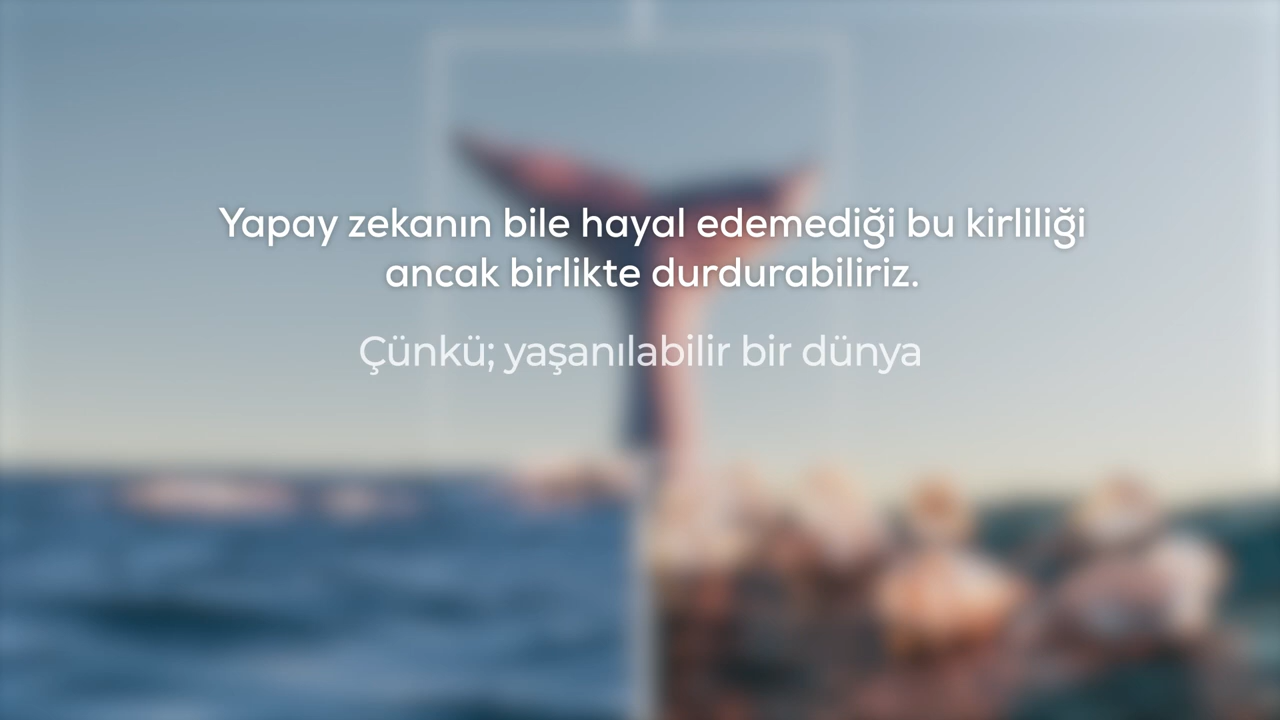 Yapay zekanın bile hayal edemediği bu kirliliği
ancak birlikte durdurabiliriz.
Çünkü; yaşanılabilir bir dünya